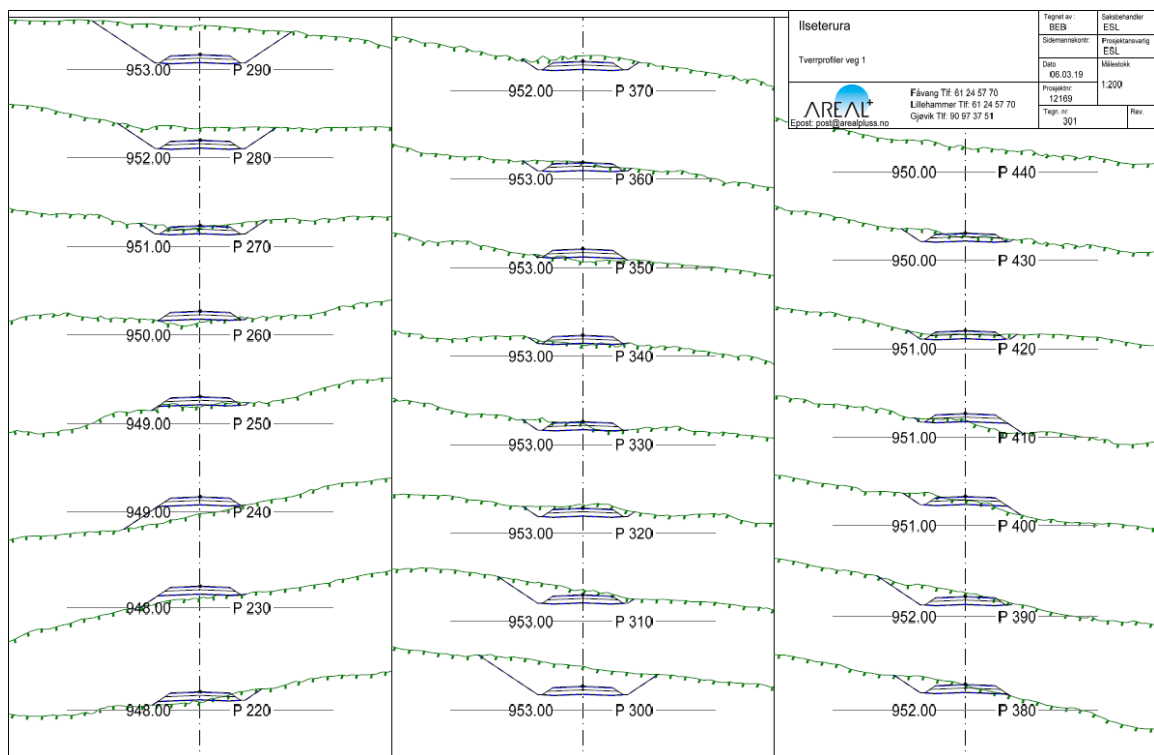 Ilseterura
Tverrprofiler veg 1
Tegnet av :
BEB
Saksbehandler
ESL
Sidemannskontr:
Prosjektansvarlig
ESL
Dato
06.03.19
Målestokk
1:200
Prosjektnr:
12169
Tegn. nr:
301
Rev.
AREAL+
Epost: post@arealpluss.no
Fåvang Tlf: 61 24 57 70
Lillehammer Tlf: 61 24 57 70
Gjøvik Tlf: 90 97 37 51
953.00 P 290
952.00 P 280
951.00 P 270
950.00 P 260
949.00 P 250
949.00 P 240
948.00 P 230
948.00 P 220
952.00 P 370
953.00 P 360
953.00 P 350
953.00 P 340
953.00 P 330
953.00 P 320
953.00 P 310
953.00 P 300
950.00 P 440
950.00 P 430
951.00 P 420
951.00 P 410
951.00 P 400
952.00 P 390
952.00 P 380